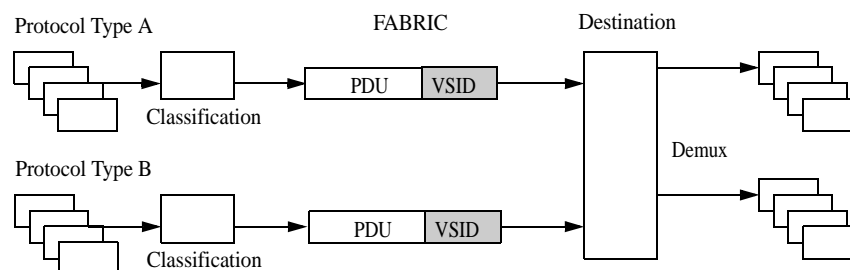 Protocol Type A
FABRIC
Destination
PDU
VSID
Classification
Demux
Protocol Type B
PDU
VSID
Classification